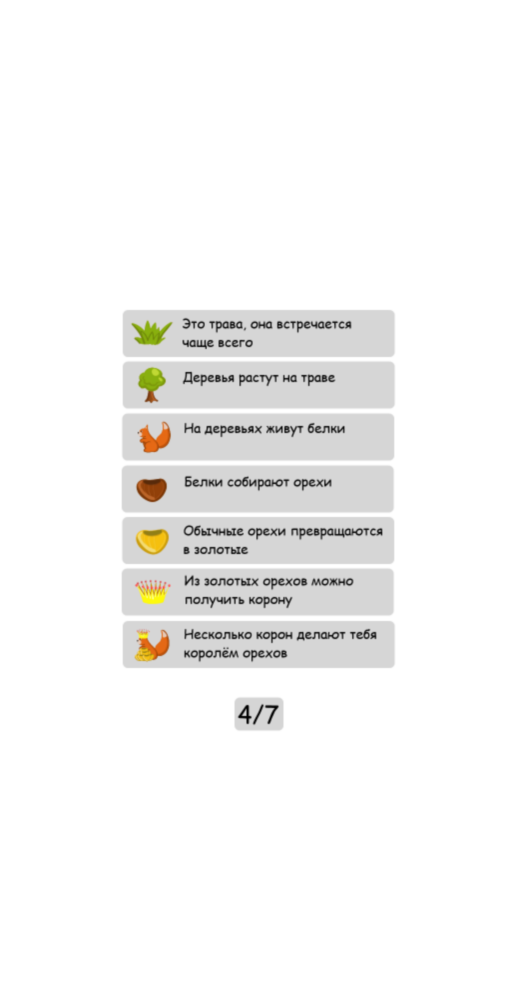 Это трава, она встречается
чаще всего
Деревья растут на траве
На деревьях живут белки
Белки собирают орехи
Обычные орехи превращаются
в золотые
Из золотых орехов можно
получить корону
Несколько корон делают тебя
королём орехов
4/7